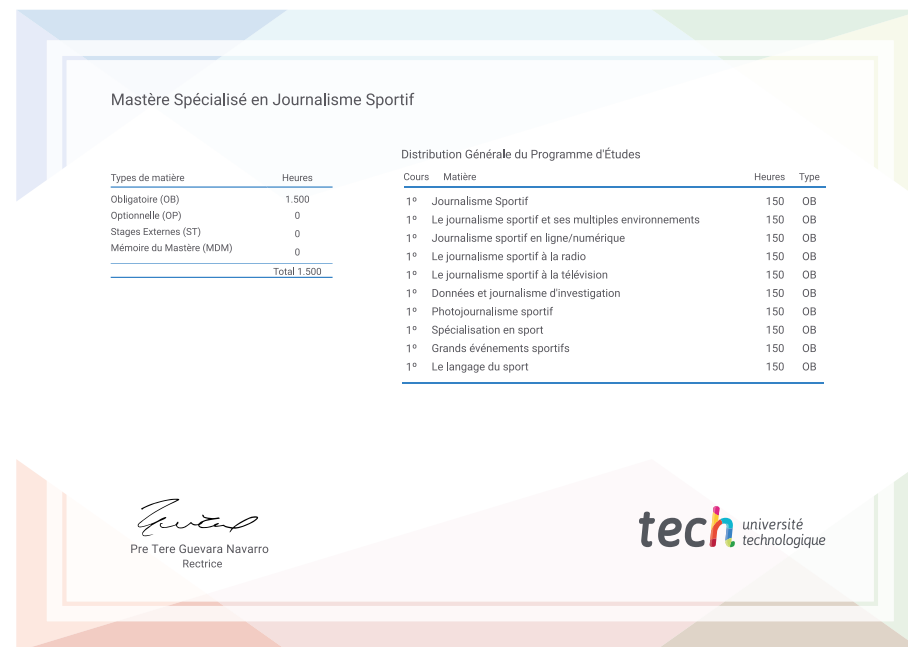 Mastère Spécialisé en Journalisme Sportif
Types de matière Heures
Obligatoire (OB) 1.500
Optionnelle (OP) 0
Stages Externes (ST) 0
Mémoire du Mastère (MDM) 0
Total 1.500
Distribution Générale du Programme d'Études
Cours Matière Heures Type
1º Journalisme Sportif 150 OB
1º Le journalisme sportif et ses multiples environnements 150 OB
1º Journalisme sportif en ligne/numérique 150 OB
1º Le journalisme sportif à la radio 150 OB
1º Le journalisme sportif à la télévision 150 OB
1º Données et journalisme d'investigation 150 OB
1º Photojournalisme sportif 150 OB
1º Spécialisation en sport 150 OB
1º Grands événements sportifs 150 OB
1º Le langage du sport 150 OB
Pre Tere Guevara Navarro
Rectrice
tech université
technologique